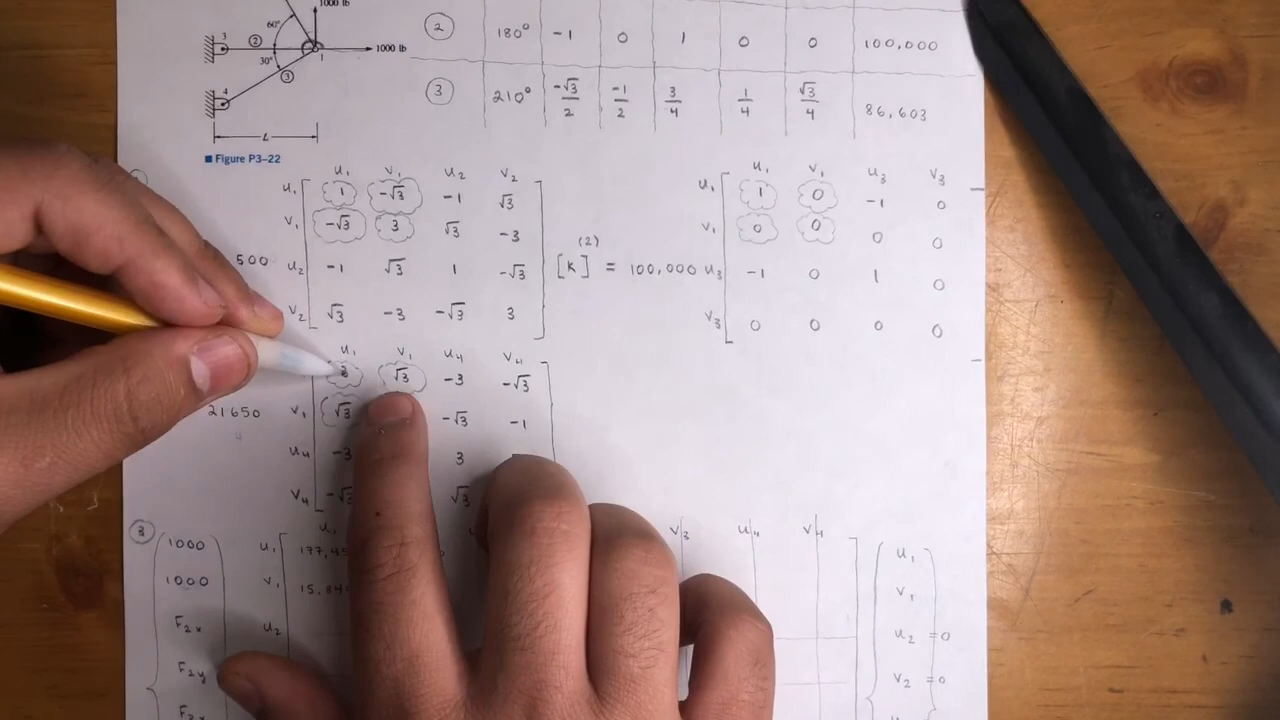 1000 lb
60°
3
②
1000 lb
1
30°
③
4
L
■ Figure P3–22
② 180° -1 0 1 0 0 100,000
③ 210° -√3/2 -1/2 3/4 1/4 √3/4 86,603
u₁ v₁ u₂ v₂
u₁ 1 -√3 -1 √3
v₁ -√3 3 √3 -3
500 u₂ -1 √3 1 -√3
v₂ √3 -3 -√3 3
[K]⁽²⁾ = 100,000
u₁ v₁ u₃ v₃
u₁ 1 0 -1 0
v₁ 0 0 0 0
u₃ -1 0 1 0
v₃ 0 0 0 0
u₁ v₁ u₄ v₄
3 √3 -3 -√3
21650 v₁ √3 -√3 -1
u₄ -3 3
v₄ -√3 √3
③
1000
1000
F₂ₓ
F₂y
u₁ v₃ u₄ v₄
u₁ 177,45
v₁ 15,84
u₂
u₁
v₁
u₂ = 0
v₂ = 0